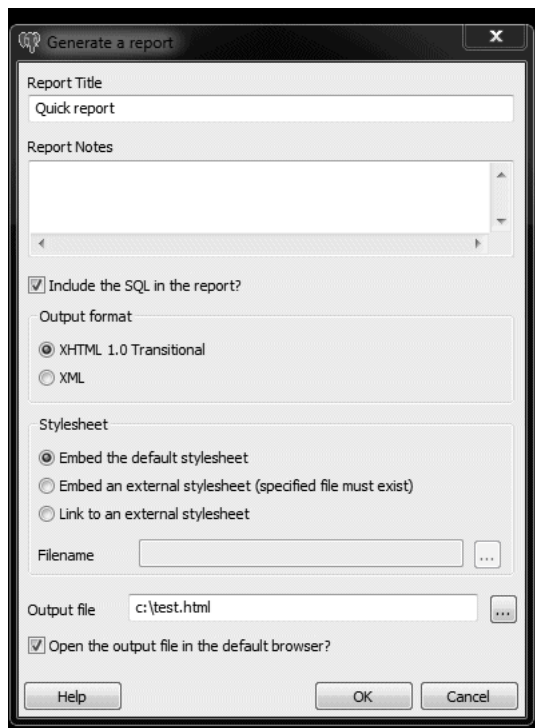 Generate a report
x
Report Title
Quick report
Report Notes
Include the SQL in the report?
Output format
XHTML 1.0 Transitional
XML
Stylesheet
Embed the default stylesheet
Embed an external stylesheet (specified file must exist)
Link to an external stylesheet
Filename ...
Output file c:\test.html ...
Open the output file in the default browser?
Help OK Cancel